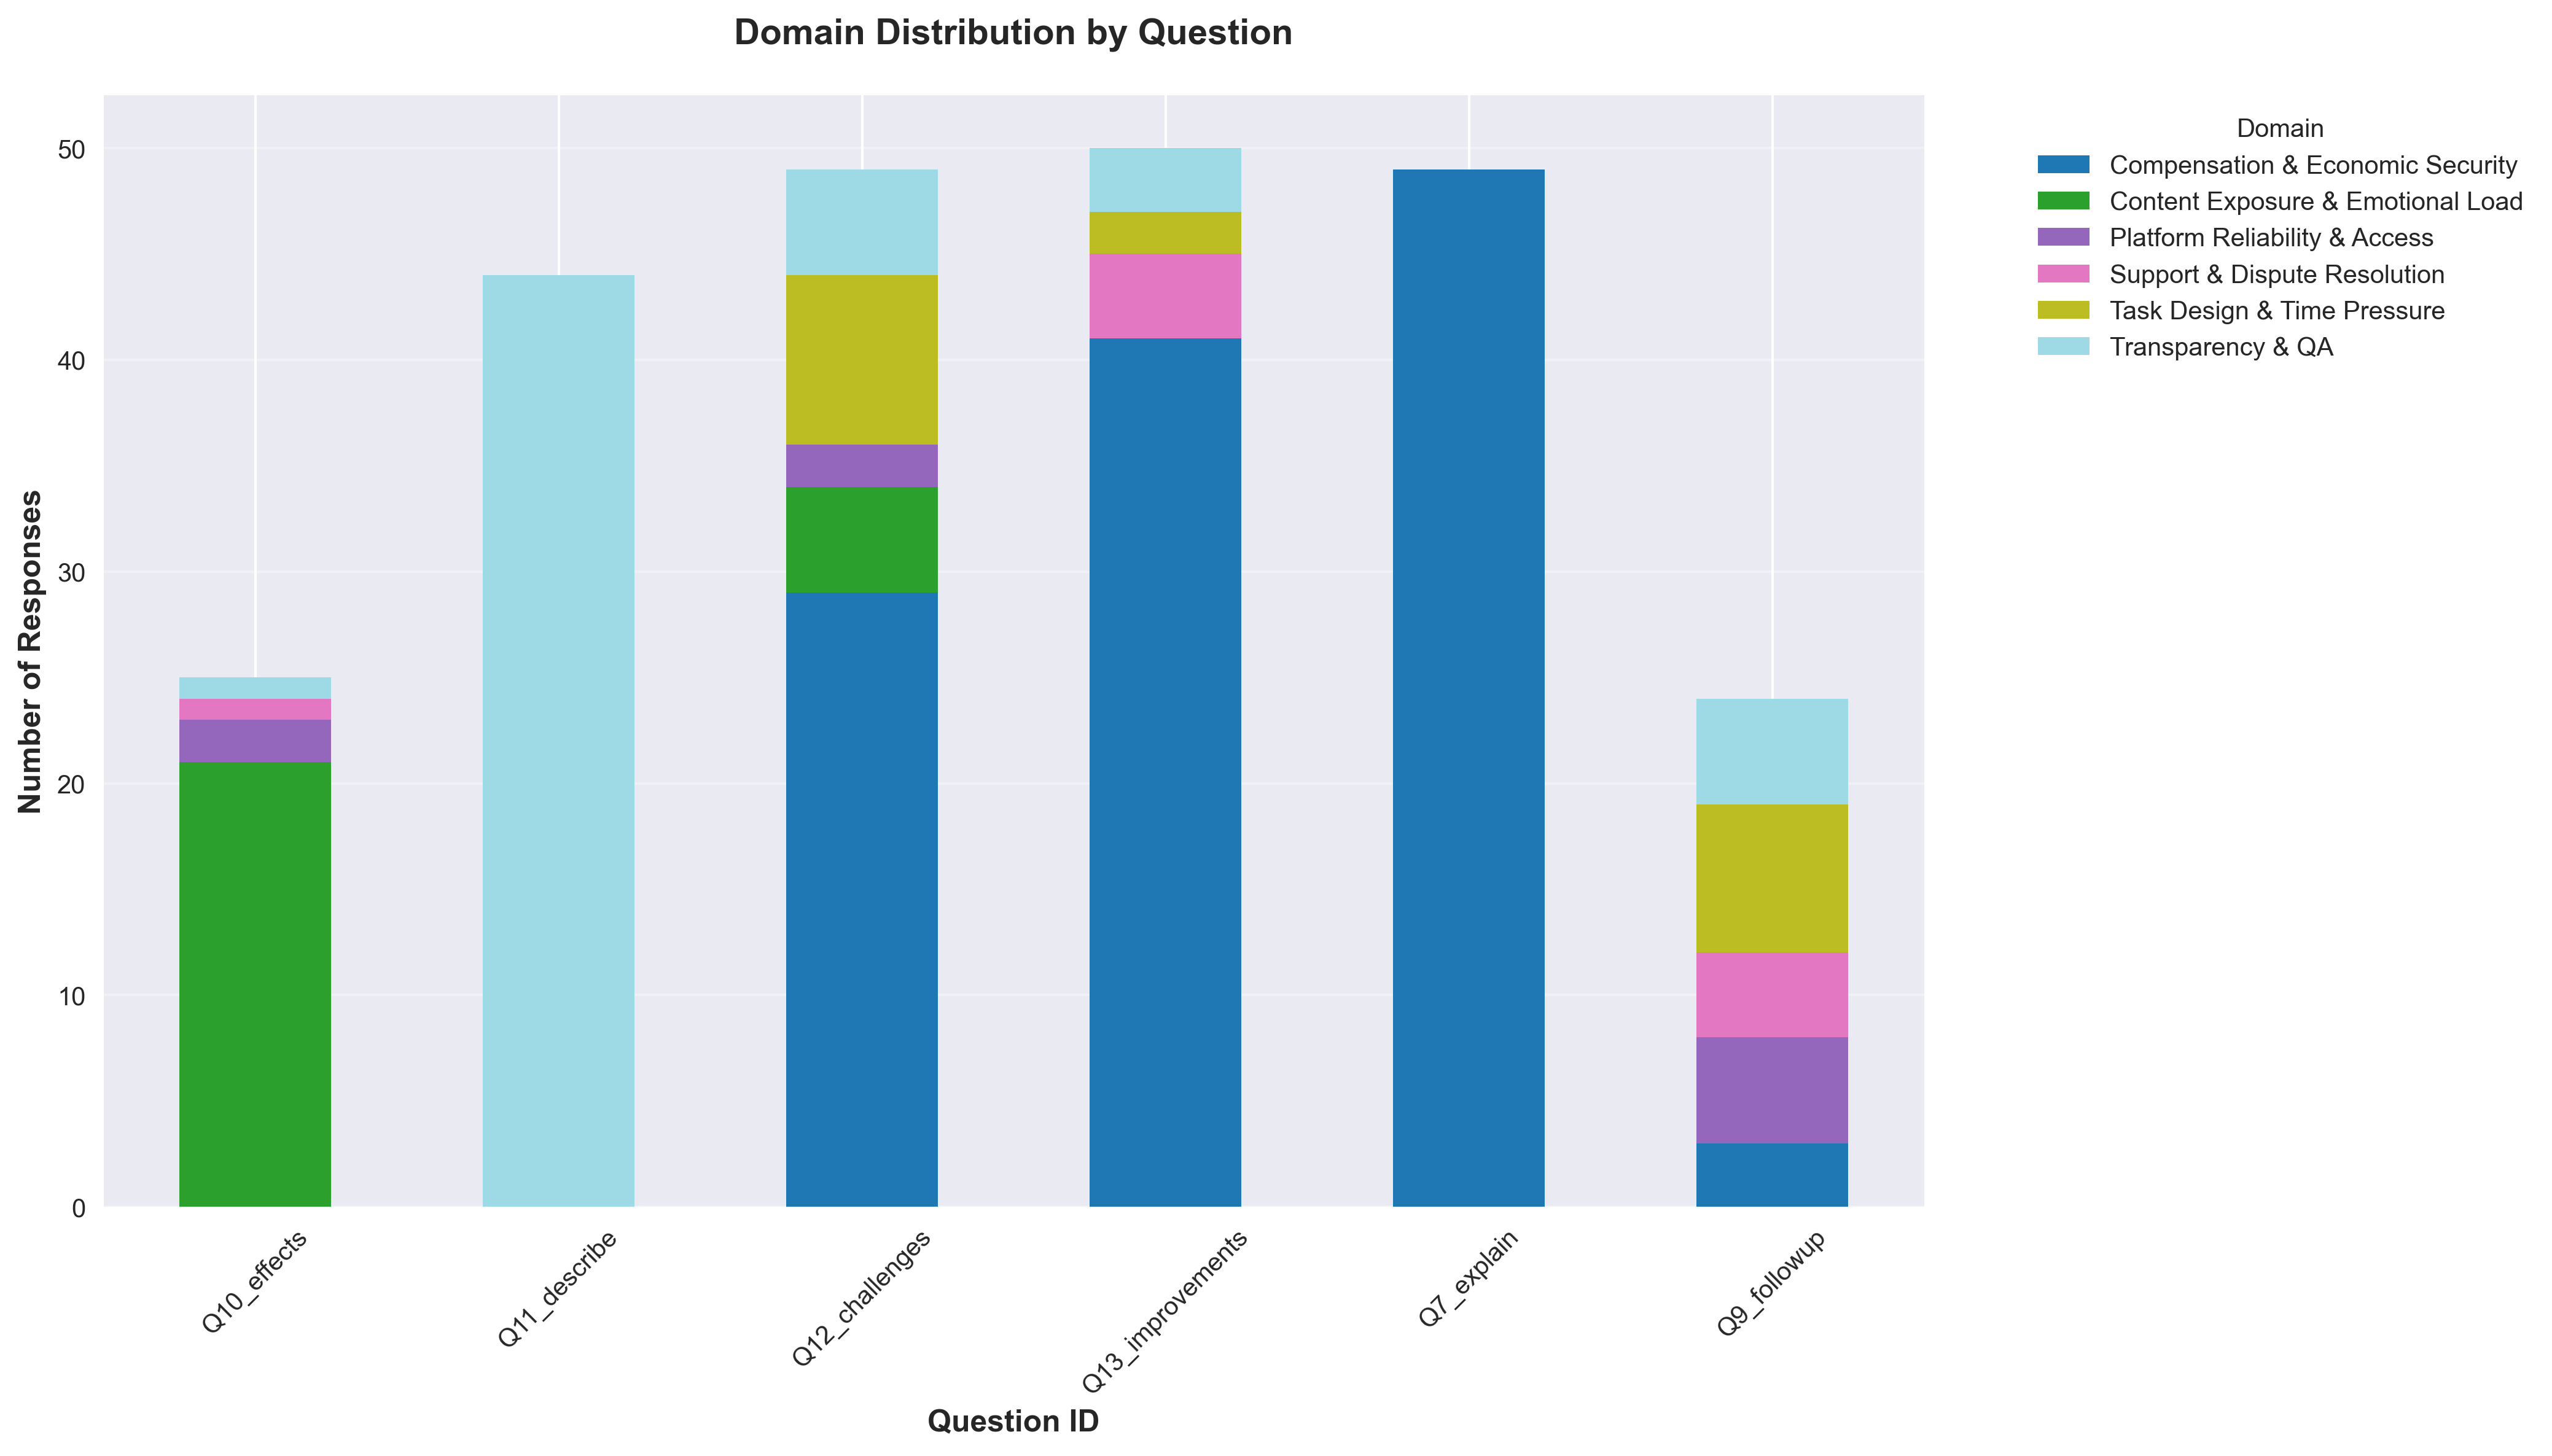 Domain Distribution by Question
Number of Responses
50
40
30
20
10
0
Q10_effects
Q11_describe
Q12_challenges
Q13_improvements
Q7_explain
Q9_followup
Question ID
Domain
Compensation & Economic Security
Content Exposure & Emotional Load
Platform Reliability & Access
Support & Dispute Resolution
Task Design & Time Pressure
Transparency & QA